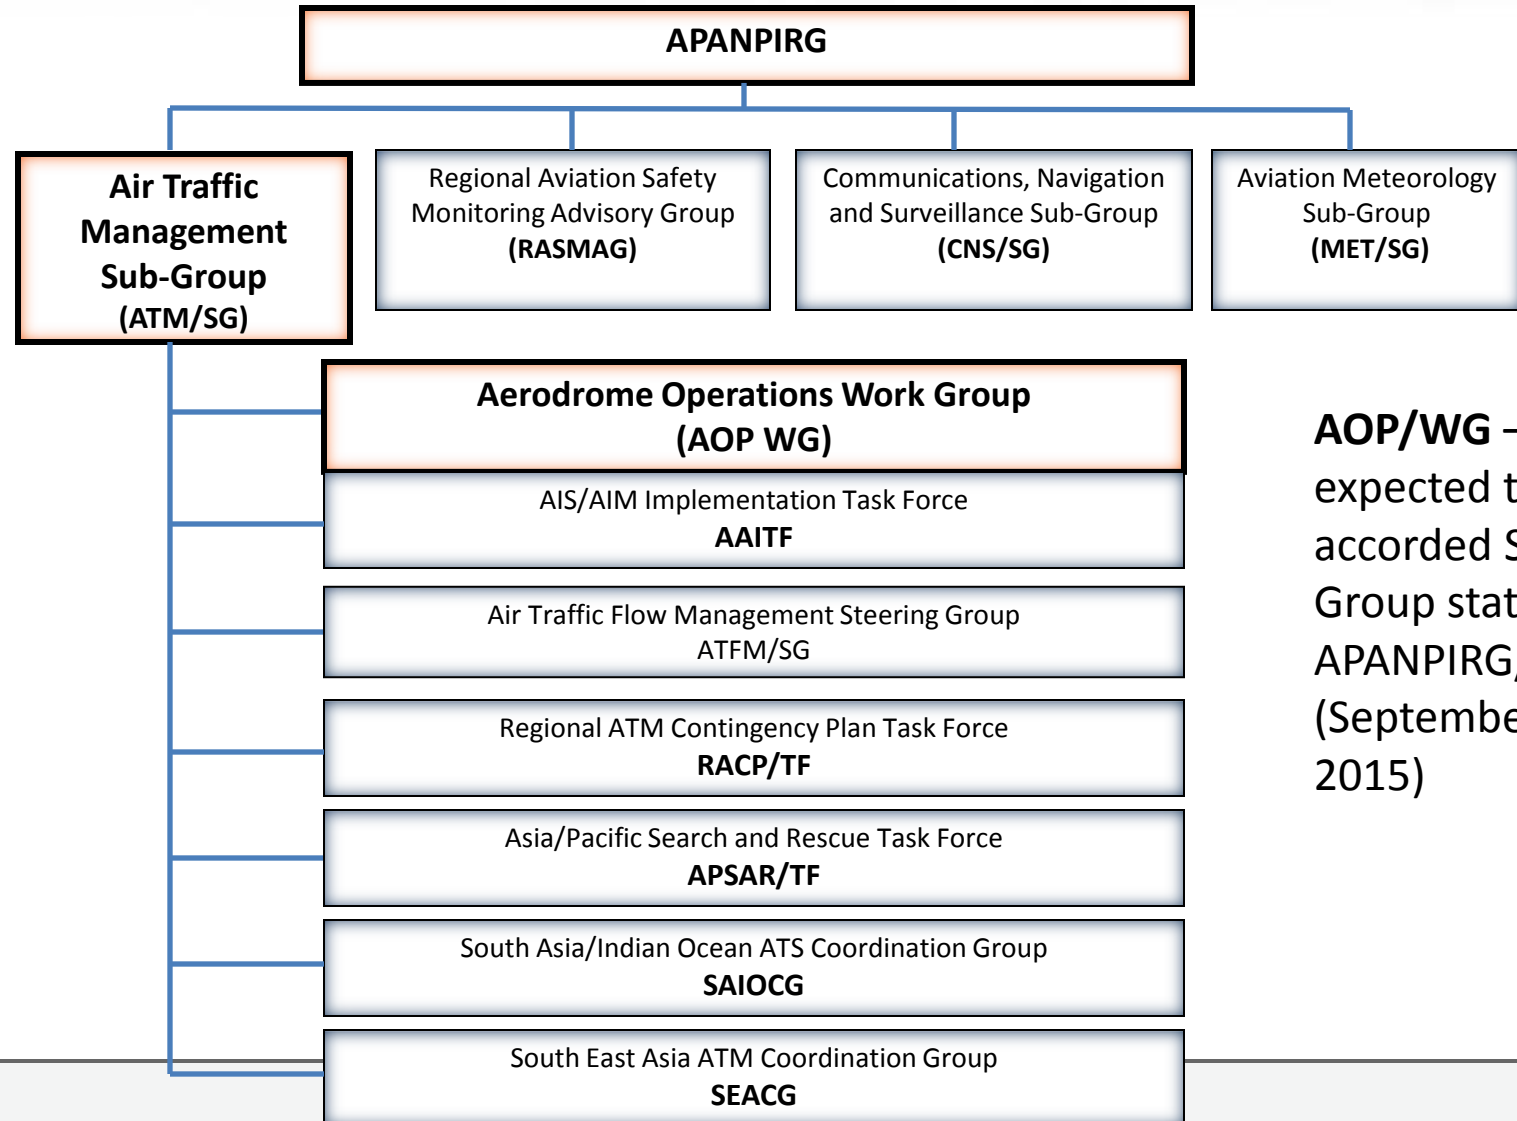 APANPIRG
Air Traffic
Management
Sub-Group
(ATM/SG)
Regional Aviation Safety
Monitoring Advisory Group
(RASMAG)
Communications, Navigation
and Surveillance Sub-Group
(CNS/SG)
Aviation Meteorology
Sub-Group
(MET/SG)
Aerodrome Operations Work Group
(AOP WG)
AIS/AIM Implementation Task Force
AAITF
Air Traffic Flow Management Steering Group
ATFM/SG
Regional ATM Contingency Plan Task Force
RACP/TF
Asia/Pacific Search and Rescue Task Force
APSAR/TF
South Asia/Indian Ocean ATS Coordination Group
SAIOCG
South East Asia ATM Coordination Group
SEACG
AOP/WG –
expected
accorded
Group
APANPIRG/
2015)